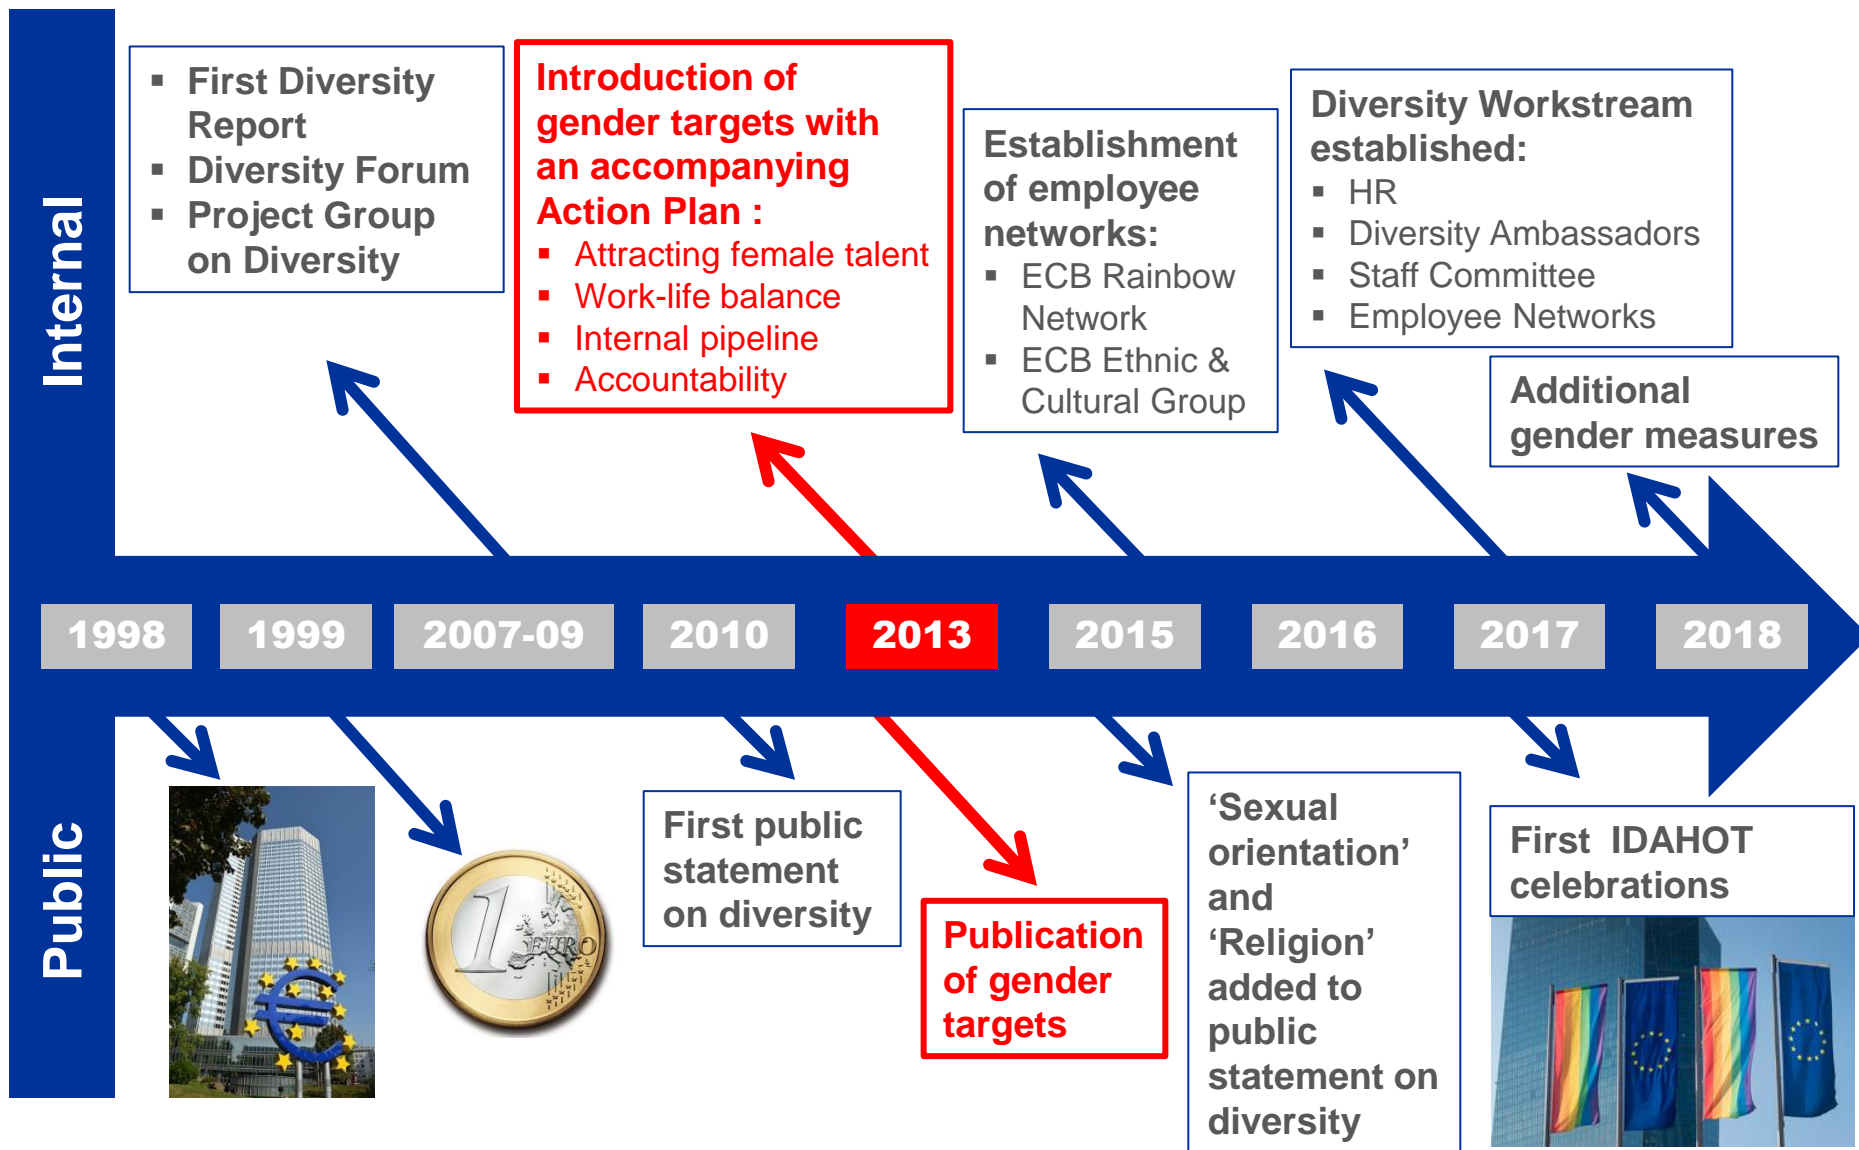 Internal
▪ First Diversity
Report
▪ Diversity Forum
▪ Project Group
on Diversity
Introduction of
gender targets with
an accompanying
Action Plan :
▪ Attracting female talent
▪ Work-life balance
▪ Internal pipeline
▪ Accountability
Establishment
of employee
networks:
▪ ECB Rainbow
Network
▪ ECB Ethnic &
Cultural Group
Diversity Workstream
established:
▪ HR
▪ Diversity Ambassadors
▪ Staff Committee
▪ Employee Networks
Additional
gender measures
1998
1999
2007-09
2010
2013
2015
2016
2017
2018
Public
1
EURO
First public
statement
on diversity
Publication
of gender
targets
‘Sexual
orientation’
and
‘Religion’
added to
public
statement on
diversity
First  IDAHOT
celebrations